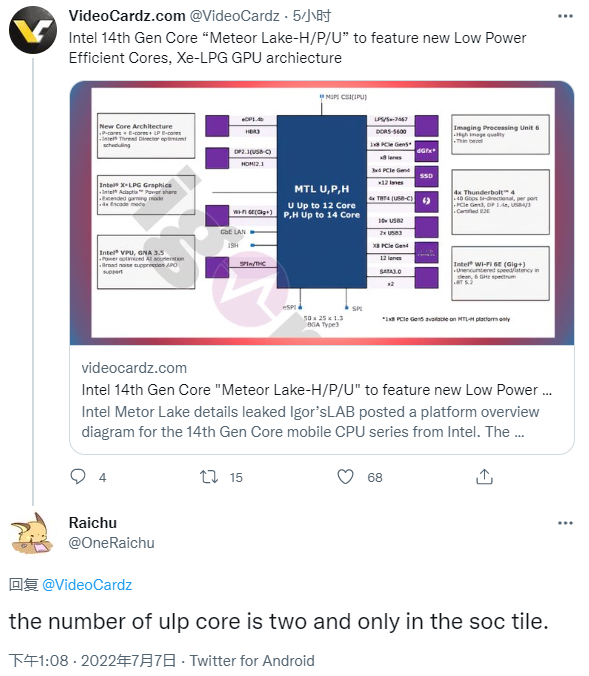 VideoCardz.com @VideoCardz · 5小时
Intel 14th Gen Core “Meteor Lake-H/P/U” to feature new Low Power
Efficient Cores, Xe-LPG GPU archiecture
MIPI CSI(IPU)
New Core Architecture
• P-cores + E-cores+ LP E-cores
• Intel® Thread Director optimized
scheduling
Intel® X•LPG Graphics
• Intel® Adaptix™ Power share
• Extended gaming mode
• 4x Encode mode
Intel® VPU, GNA 3.5
• Power optimized AI acceleration
• Broad noise suppression APO
support
eDP1.4b
HBR3
DP2.1(USB-C)
HDMI2.1
Wi-Fi 6E(Gig+)
GbE LAN
ISH
SPIn/THC
MTL U,P,H
U Up to 12 Core
P,H Up to 14 Core
LP5/5x-7467
DDR5-5600
1x8 PCIe Gen5*
x8 lanes
dGfx*
3x4 PCIe Gen4
x12 lanes
SSD
4x TBT4 (USB-C)
10x USB2
2x USB3
X8 PCIe Gen4
12 lanes
SATA3.0
x2
Imaging Processing Unit 6
• High image quality
• Thin bezel
4x Thunderbolt™ 4
• 40 Gbps bi-directional, per port
• PCIe Gen3, DP 1.4e, USB4/3
• Certified E2E
Intel® Wi-Fi 6E (Gig+)
• Unencumbered speed/latency in
clean, 6 GHz spectrum
• BT 5.2
eSPI
SPI
50 x 25 x 1.3
BGA Type3
*1x8 PCIe Gen5 available on MTL-H platform only
igor
videocardz.com
Intel 14th Gen Core "Meteor Lake-H/P/U" to feature new Low Power ...
Intel Metor Lake details leaked Igor’sLAB posted a platform overview
diagram for the 14th Gen Core mobile CPU series from Intel. The ...
4
15
68
Raichu
@OneRaichu
回复 @VideoCardz
the number of ulp core is two and only in the soc tile.
下午1:08 · 2022年7月7日 · Twitter for Android